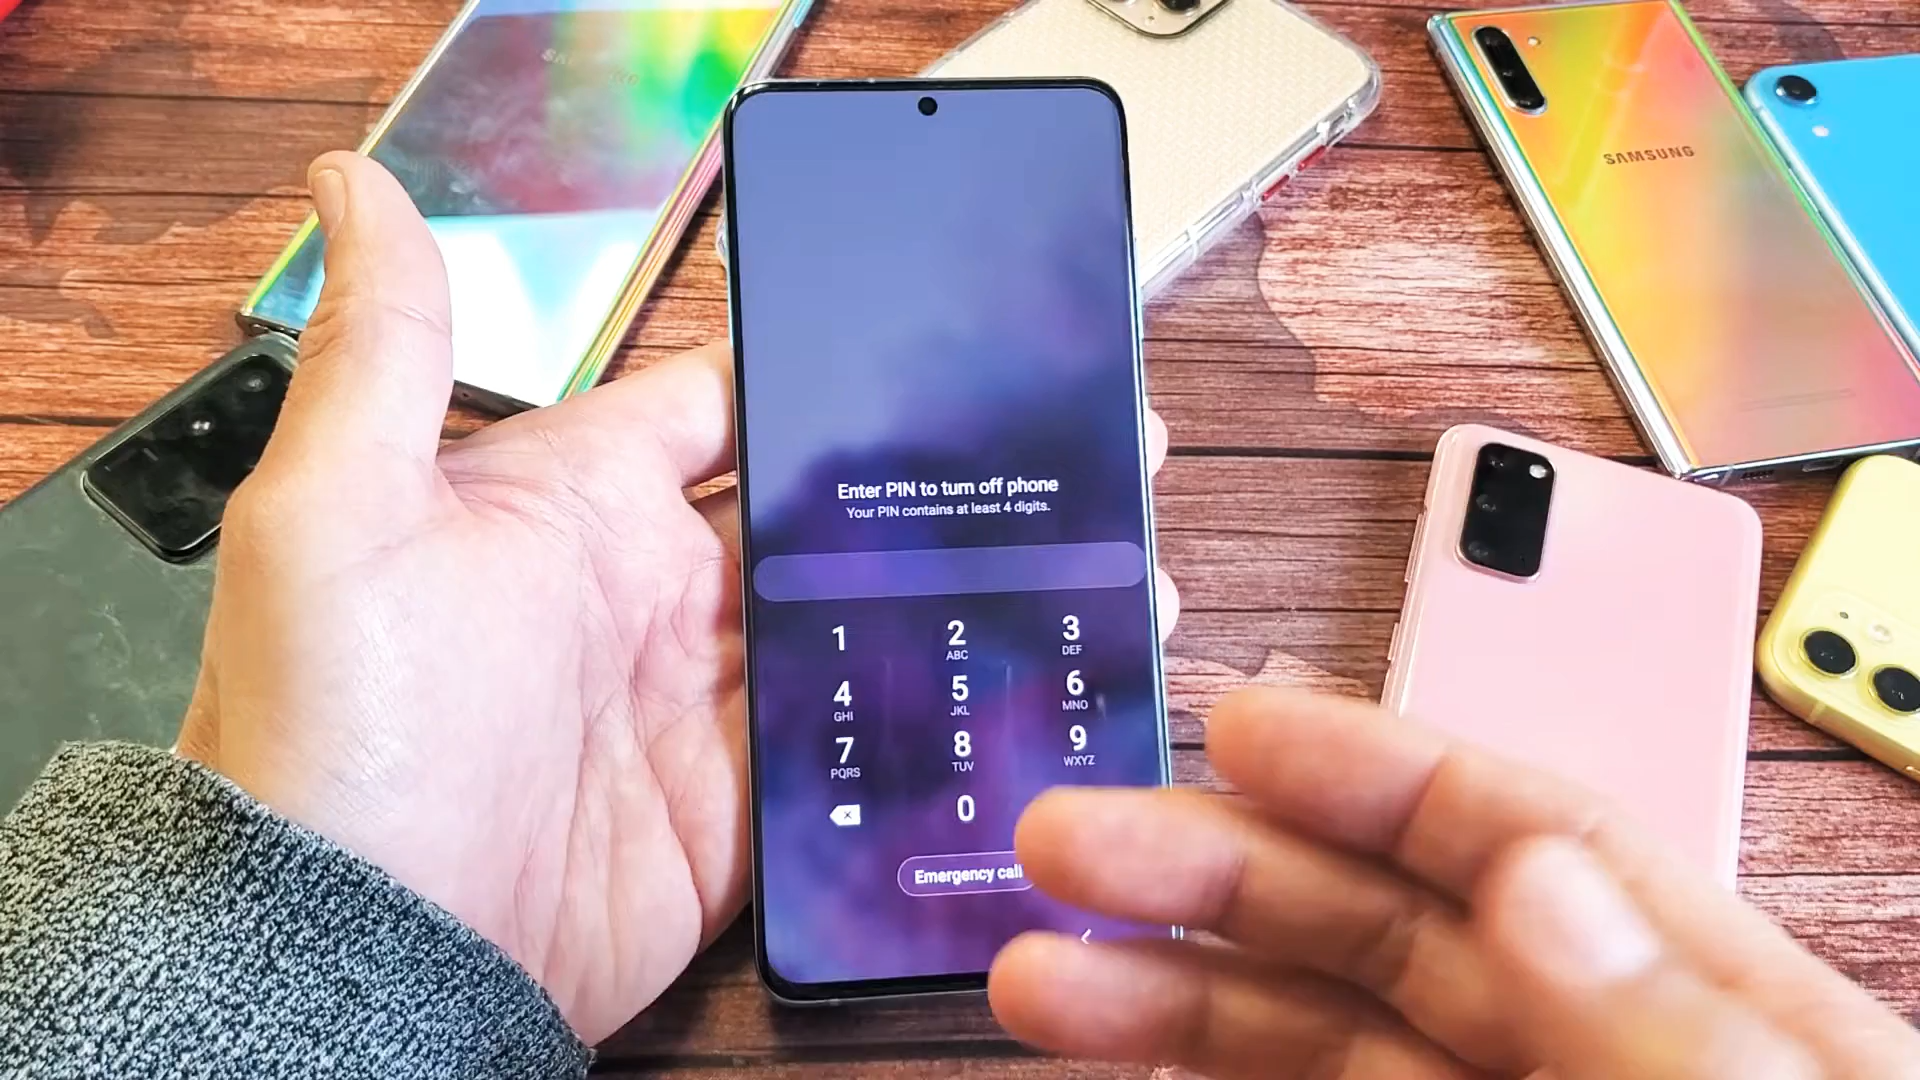 SAMSUNG
SAMSUNG
Enter PIN to turn off phone
Your PIN contains at least 4 digits.
1
2
ABC
3
DEF
4
GHI
5
JKL
6
MNO
7
PQRS
8
TUV
9
WXYZ
0
Emergency call